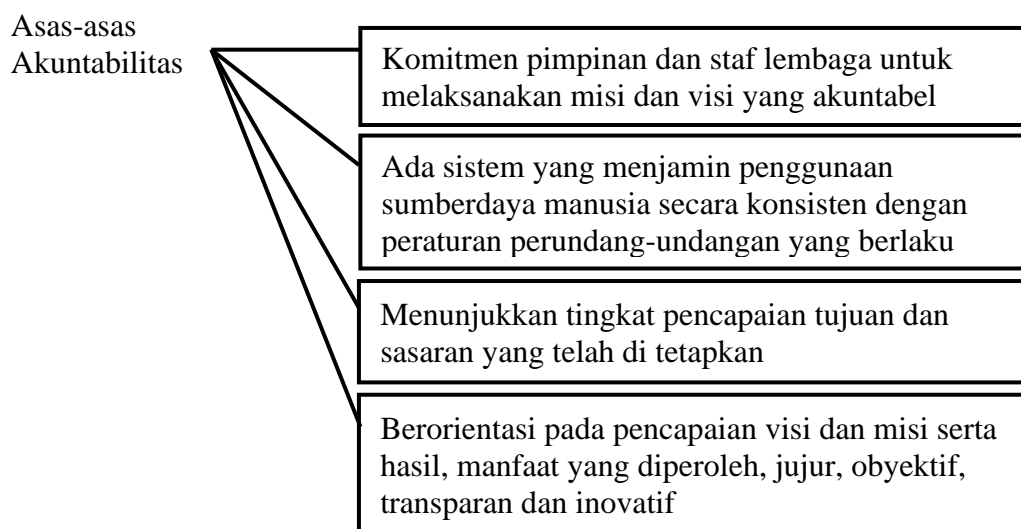 Asas-asas
Akuntabilitas
Komitmen pimpinan dan staf lembaga untuk
melaksanakan misi dan visi yang akuntabel
Ada sistem yang menjamin penggunaan
sumberdaya manusia secara konsisten dengan
peraturan perundang-undangan yang berlaku
Menunjukkan tingkat pencapaian tujuan dan
sasaran yang telah di tetapkan
Berorientasi pada pencapaian visi dan misi serta
hasil, manfaat yang diperoleh, jujur, obyektif,
transparan dan inovatif